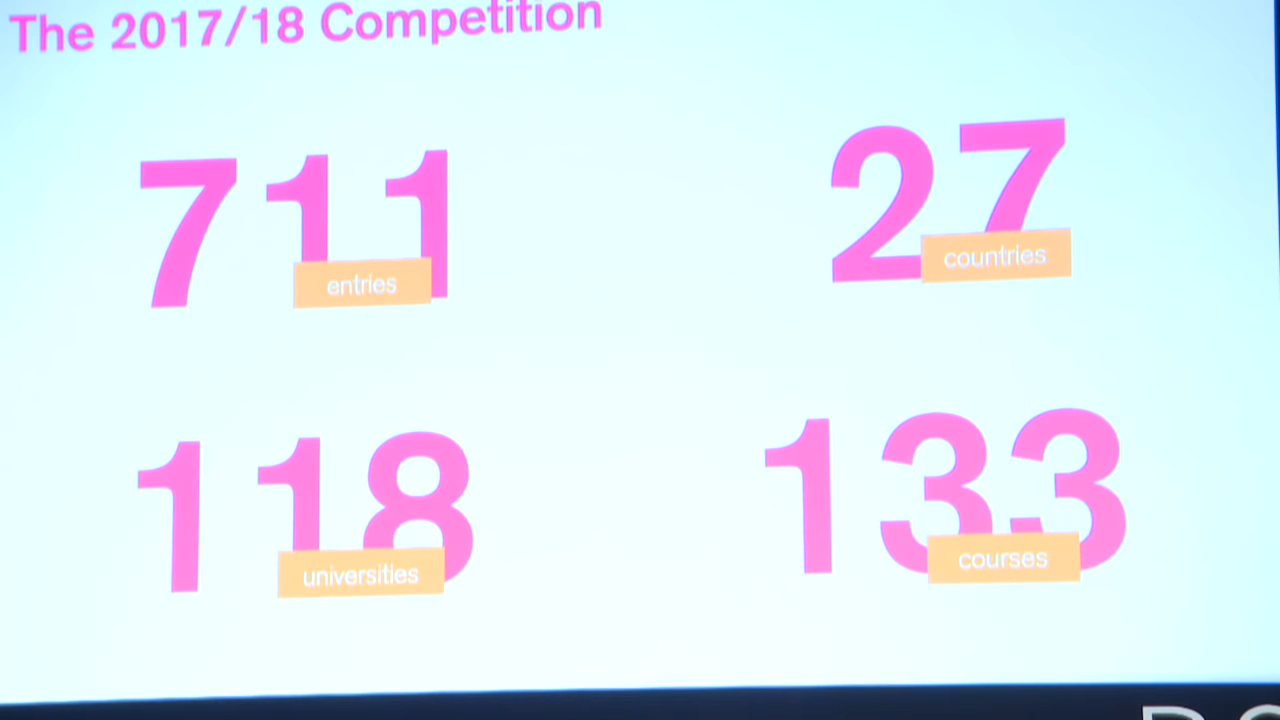 The 2017/18 Competition
711
entries
27
countries
118
universities
133
courses